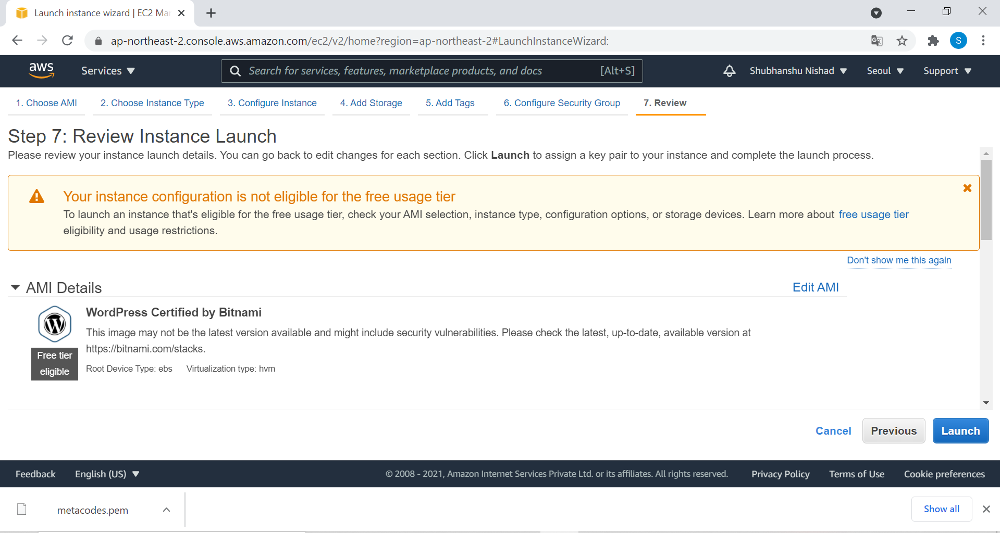 Launch instance wizard | EC2 Ma
ap-northeast-2.console.aws.amazon.com/ec2/v2/home?region=ap-northeast-2#LaunchInstanceWizard:
S
aws
Services
Search for services, features, marketplace products, and docs
[Alt+S]
Shubhanshu Nishad
Seoul
Support
1. Choose AMI
2. Choose Instance Type
3. Configure Instance
4. Add Storage
5. Add Tags
6. Configure Security Group
7. Review
Step 7: Review Instance Launch
Please review your instance launch details. You can go back to edit changes for each section. Click Launch to assign a key pair to your instance and complete the launch process.
Your instance configuration is not eligible for the free usage tier
To launch an instance that's eligible for the free usage tier, check your AMI selection, instance type, configuration options, or storage devices. Learn more about free usage tier
eligibility and usage restrictions.
Don't show me this again
AMI Details
Edit AMI
WordPress Certified by Bitnami
This image may not be the latest version available and might include security vulnerabilities. Please check the latest, up-to-date, available version at
https://bitnami.com/stacks.
Free tier
eligible
Root Device Type: ebs
Virtualization type: hvm
Cancel
Previous
Launch
Feedback
English (US)
© 2008 - 2021, Amazon Internet Services Private Ltd. or its affiliates. All rights reserved.
Privacy Policy
Terms of Use
Cookie preferences
metacodes.pem
Show all